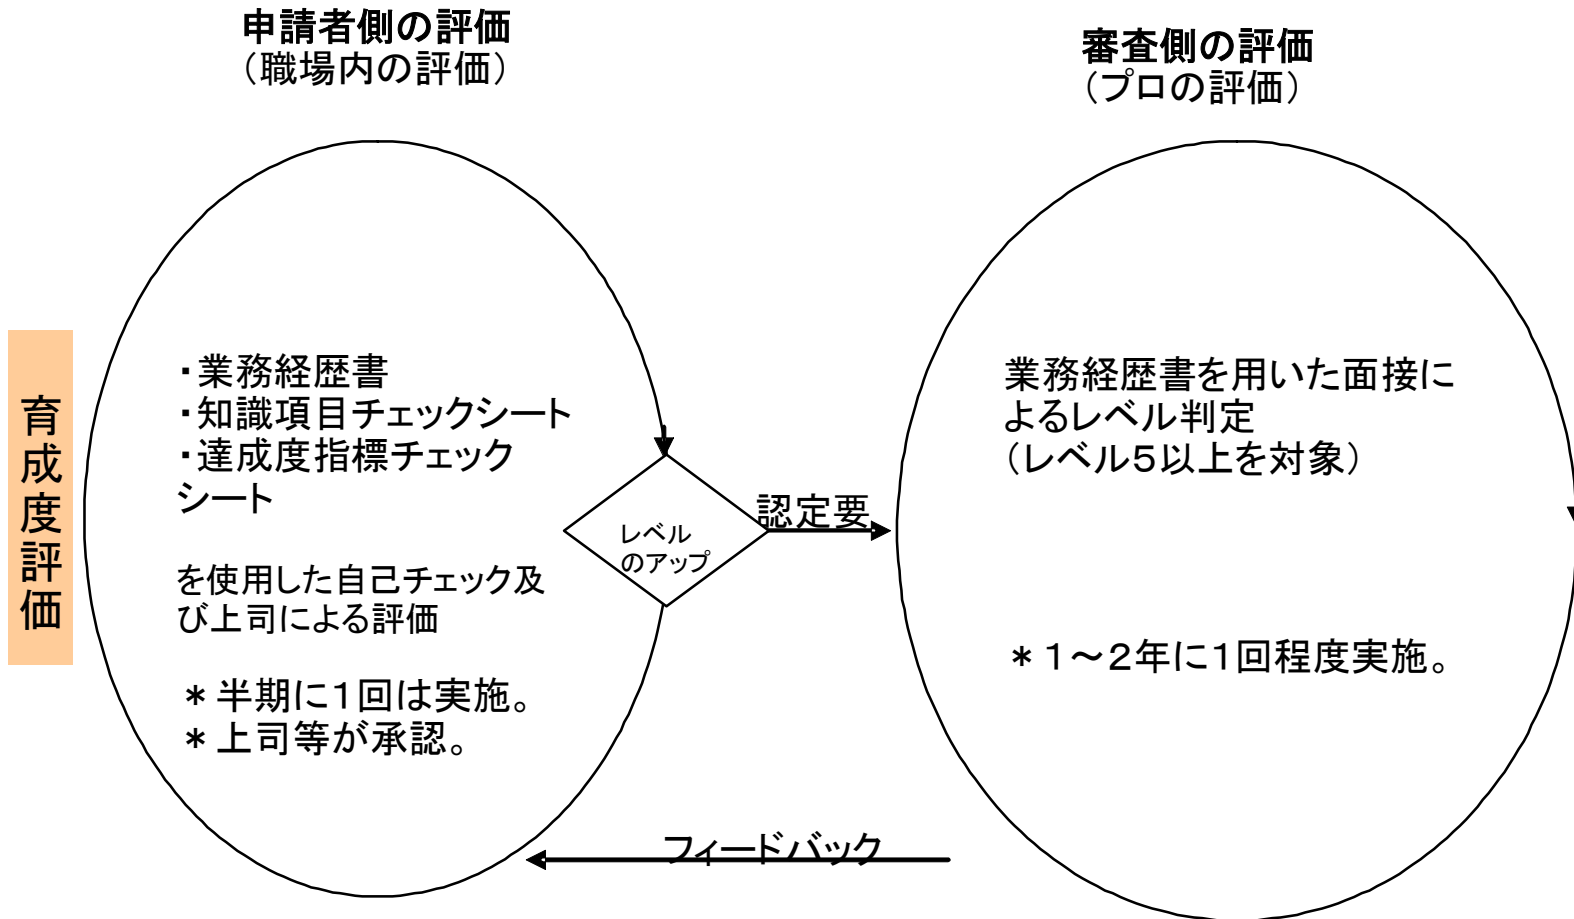 申請者側の評価
（職場内の評価）
審査側の評価
（プロの評価）
育成度評価
・業務経歴書
・知識項目チェックシート
・達成度指標チェック
シート
を使用した自己チェック及
び上司による評価
＊半期に１回は実施。
＊上司等が承認。
レベル
のアップ
認定要
業務経歴書を用いた面接に
よるレベル判定
（レベル５以上を対象）
＊１～２年に１回程度実施。
フィードバック